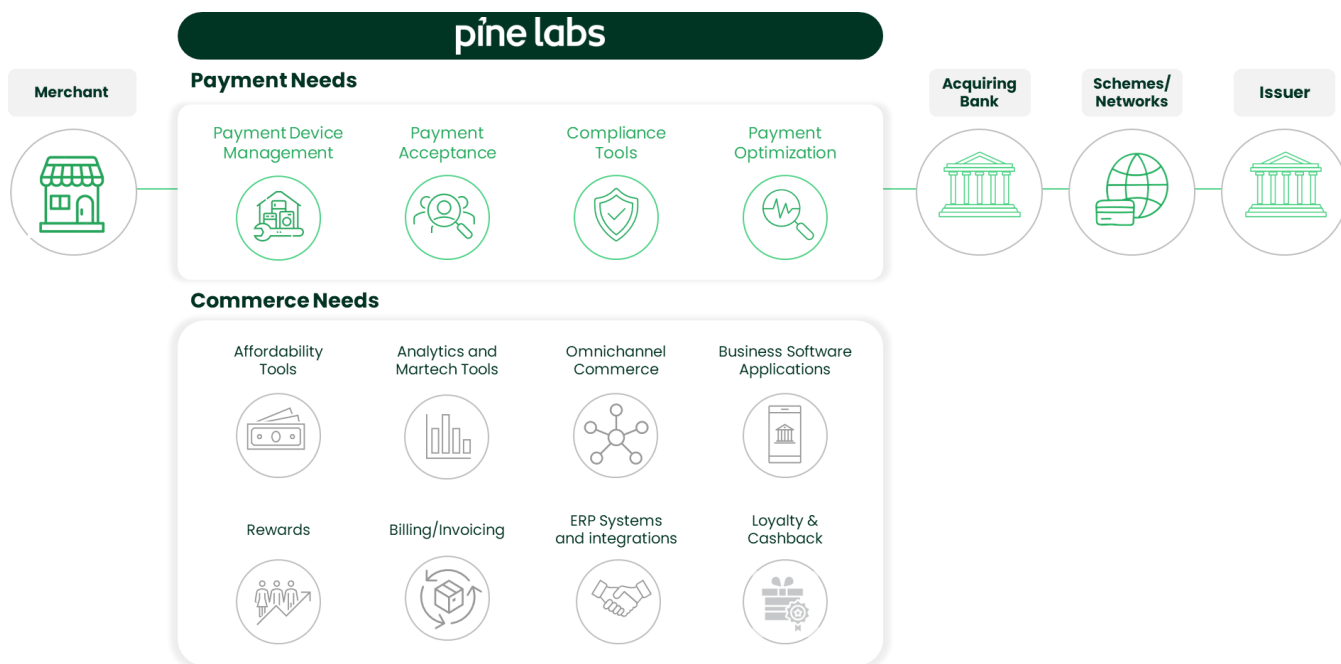 pine labs
Merchant
Payment Needs
Acquiring
Bank
Schemes/
Networks
Issuer
Payment Device
Management
Payment
Acceptance
Compliance
Tools
Payment
Optimization
Commerce Needs
Affordability
Tools
Analytics and
Martech Tools
Omnichannel
Commerce
Business Software
Applications
Rewards
Billing/Invoicing
ERP Systems
and integrations
Loyalty &
Cashback